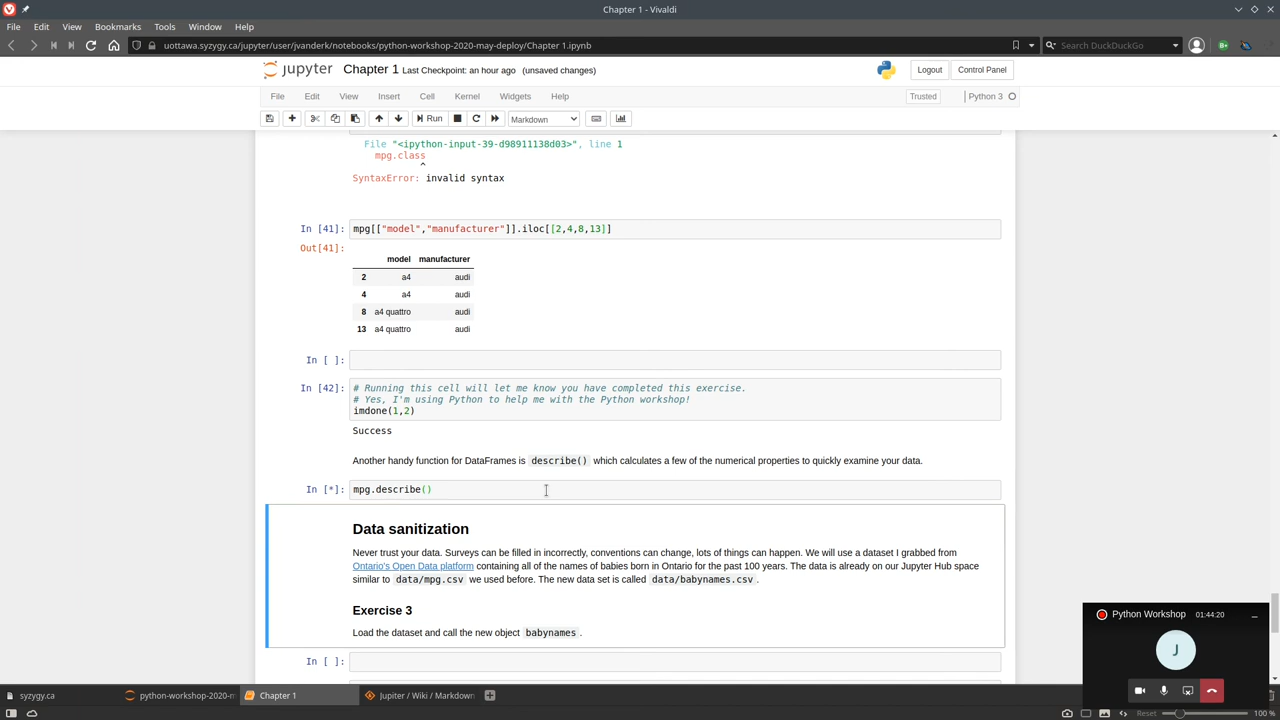 Chapter 1 - Vivaldi
File Edit View Bookmarks Tools Window Help
uottawa.syzygy.ca/jupyter/user/jvanderk/notebooks/python-workshop-2020-may-deploy/Chapter 1.ipynb
Search DuckDuckGo
jupyter Chapter 1 Last Checkpoint: an hour ago (unsaved changes)
Logout Control Panel
File Edit View Insert Cell Kernel Widgets Help
Trusted Python 3
Run Markdown
File "<ipython-input-39-d98911138d03>", line 1
mpg.class
^
SyntaxError: invalid syntax
In [41]: mpg[["model","manufacturer"]].iloc[[2,4,8,13]]
Out[41]:
model manufacturer
2 a4 audi
4 a4 audi
8 a4 quattro audi
13 a4 quattro audi
In [ ]:
In [42]: # Running this cell will let me know you have completed this exercise.
# Yes, I'm using Python to help me with the Python workshop!
imdone(1,2)
Success
Another handy function for DataFrames is describe() which calculates a few of the numerical properties to quickly examine your data.
In [*]: mpg.describe()
Data sanitization
Never trust your data. Surveys can be filled in incorrectly, conventions can change, lots of things can happen. We will use a dataset I grabbed from
Ontario's Open Data platform containing all of the names of babies born in Ontario for the past 100 years. The data is already on our Jupyter Hub space
similar to data/mpg.csv we used before. The new data set is called data/babynames.csv .
Exercise 3
Load the dataset and call the new object babynames .
In [ ]:
Python Workshop 01:44:20
J
syzygy.ca python-workshop-2020-m Chapter 1 Jupiter / Wiki / Markdown
Reset 100 %